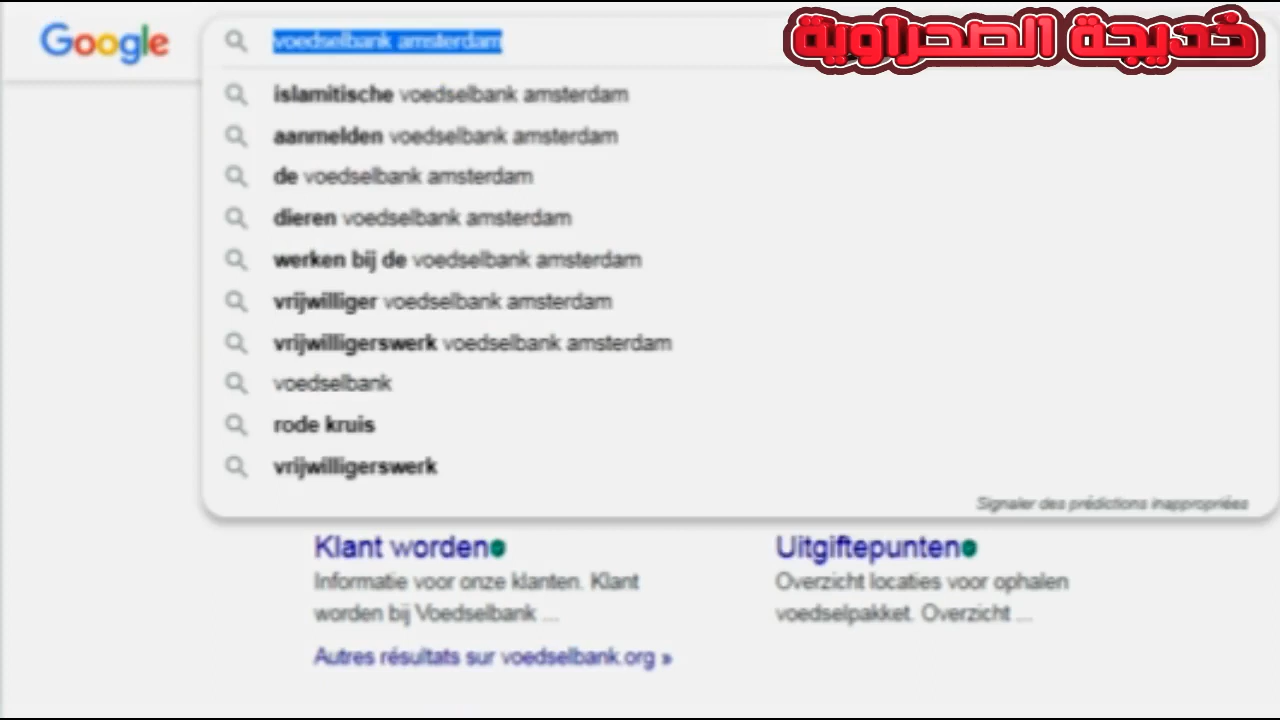 Google
voedselbank amsterdam
خديجة الصحراوية
islamitische voedselbank amsterdam
aanmelden voedselbank amsterdam
de voedselbank amsterdam
dieren voedselbank amsterdam
werken bij de voedselbank amsterdam
vrijwilliger voedselbank amsterdam
vrijwilligerswerk voedselbank amsterdam
voedselbank
rode kruis
vrijwilligerswerk
Signaler des prédictions inappropriées
Klant worden
Informatie voor onze klanten. Klant
worden bij Voedselbank ...
Uitgiftepunten
Overzicht locaties voor ophalen
voedselpakket. Overzicht ...
Autres résultats sur voedselbank.org »